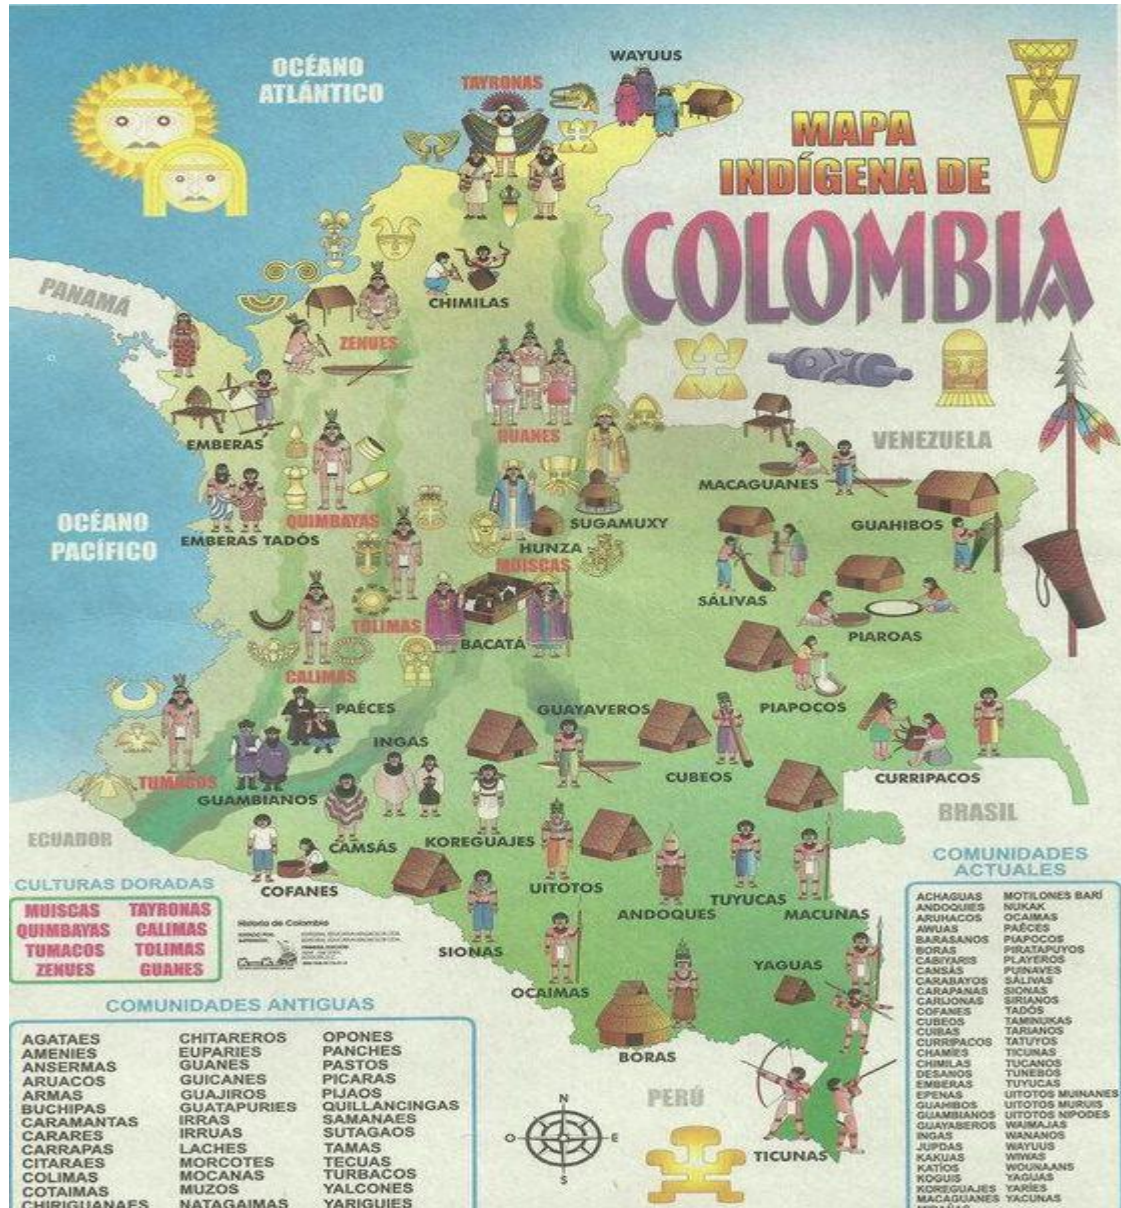 OCÉANO
ATLÁNTICO
WAYUUS
TAYRONAS
MAPA
INDÍGENA DE
COLOMBIA
PANAMÁ
CHIMILAS
ZENUES
EMBERAS
GUANES
VENEZUELA
MACAGUANES
GUAHIBOS
OCÉANO
PACÍFICO
QUIMBAYAS
EMBERAS TADÓS
SUGAMUXY
HUNZA
MUISCAS
SÁLIVAS
PIAROAS
TOLIMAS
BACATÁ
CALIMAS
PAÉCES
GUAYAVEROS
PIAPOCOS
INGAS
CUBEOS
CURRIPACOS
TUMACOS
GUAMBIANOS
BRASIL
ECUADOR
CAMSÁS
KOREGUAJES
COFANES
UITOTOS
ANDOQUES
TUYUCAS
MACUNAS
SIONAS
OCAIMAS
YAGUAS
BORAS
PERÚ
TICUNAS
N
O
E
S
CULTURAS DORADAS
MUISCAS TAYRONAS
QUIMBAYAS CALIMAS
TUMACOS TOLIMAS
ZENUES GUANES
Historia de Colombia
COMUNIDADES ANTIGUAS
AGATAES CHITAREROS OPONES
AMENIES EUPARIES PANCHES
ANSERMAS GUANES PASTOS
ARUACOS GUICANES PICARAS
ARMAS GUAJIROS PIJAOS
BUCHIPAS GUATAPURIES QUILLANCINGAS
CARAMANTAS IRRAS SAMANAES
CARARES IRRUAS SUTAGAOS
CARRAPAS LACHES TAMAS
CITARAES MORCOTES TECUAS
COLIMAS MOCANAS TURBACOS
COTAIMAS MUZOS YALCONES
CHIRIGUANAES NATAGAIMAS YARIGUIES
COMUNIDADES
ACTUALES
ACHAGUAS MOTILONES BARÍ
ANDOQUIES NUKAK
ARUHACOS OCAIMAS
AWUAS PAÉCES
BARASANOS PIAPOCOS
BORAS PIRATAPUYOS
CABIYARIS PLAYEROS
CANSÁS PUINAVES
CARABAYOS SÁLIVAS
CARAPANAS SIONAS
CARIJONAS SIRIANOS
COFANES TADÓS
CUBEOS TAMINUKAS
CUIBAS TARIANOS
CURRIPACOS TATUYOS
CHAMÍES TICUNAS
CHIMILAS TUCANOS
DESANOS TUNEBOS
EMBERAS TUYUCAS
EPENAS UITOTOS MUINANES
GUAHIBOS UITOTOS MURUIS
GUAMBIANOS UITOTOS NIPODES
GUAYABEROS WAIMAJAS
INGAS WANANOS
JUPDAS WAYUUS
KAKUAS WIWAS
KATÍOS WOUNAANS
KOGUIS YAGUAS
KOREGUAJES YARÍES
MACAGUANES YACUNAS